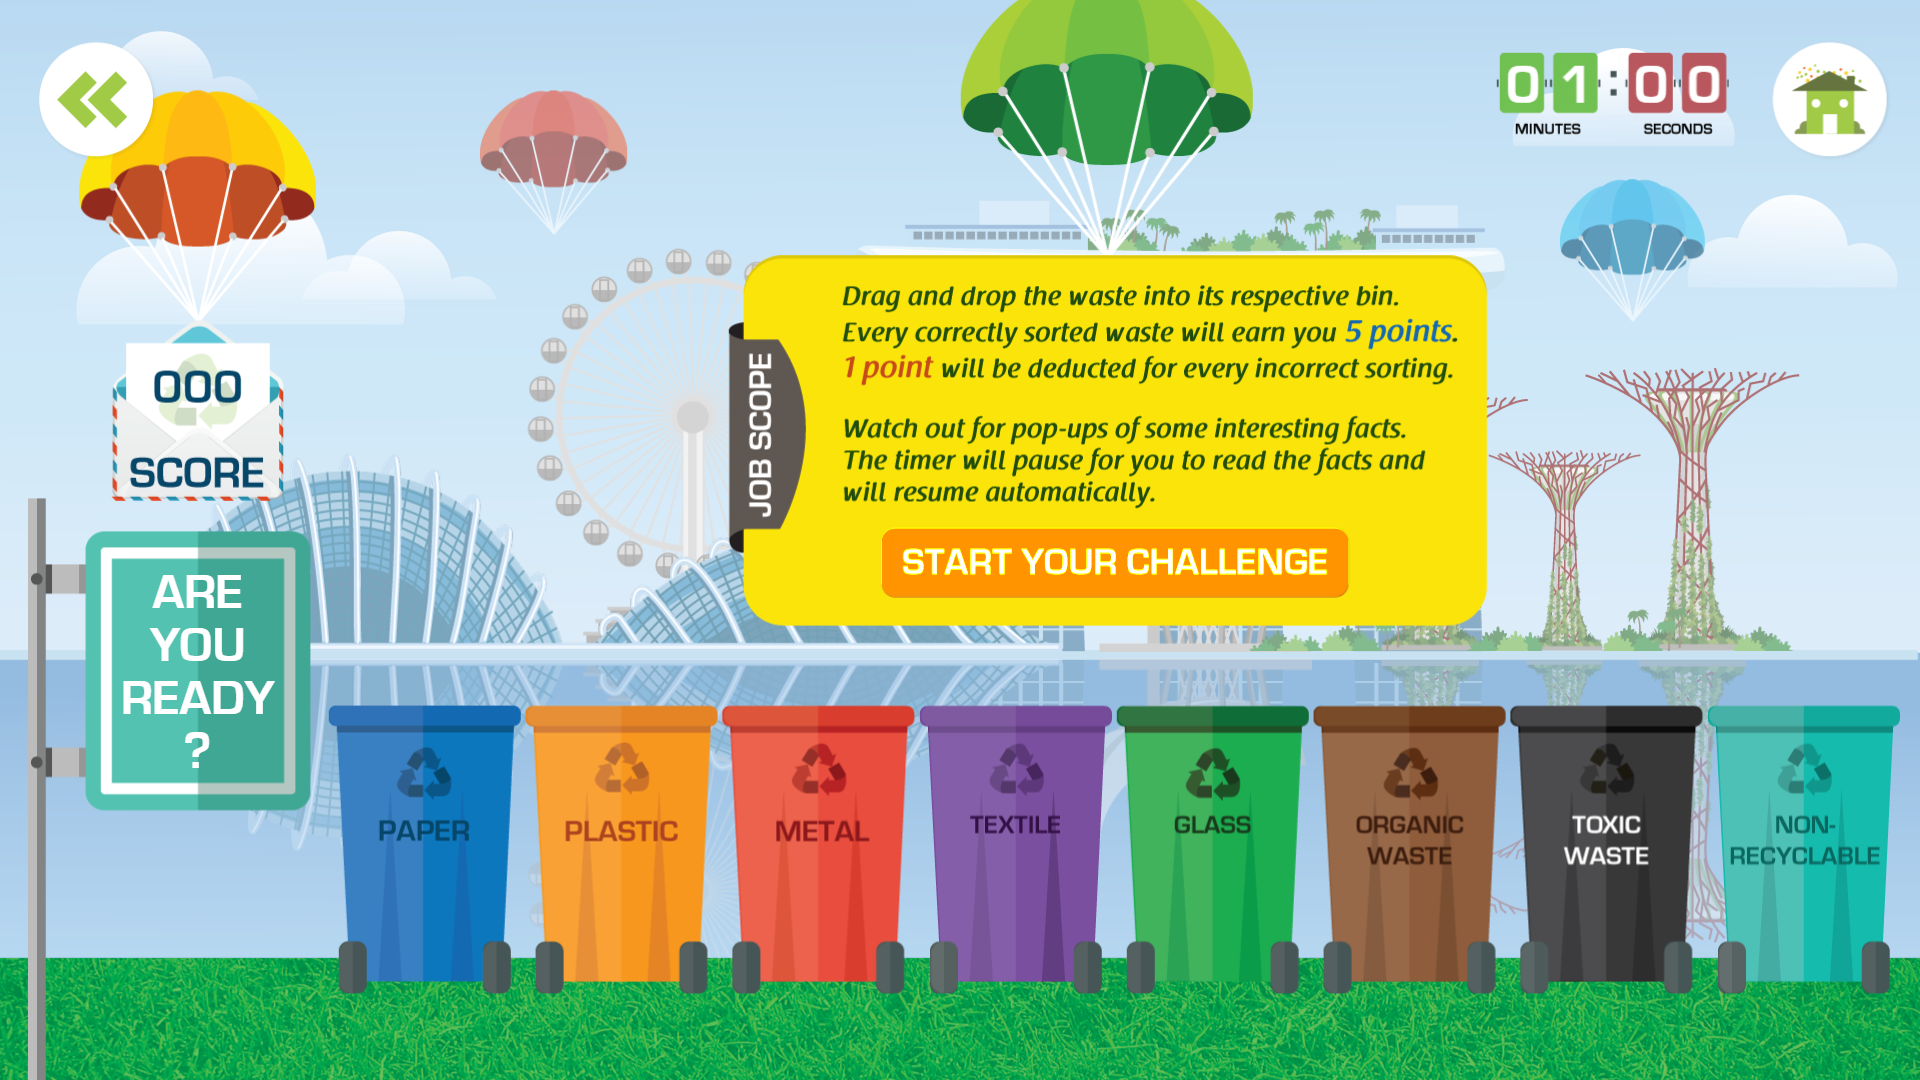 01:00
MINUTES SECONDS
000
SCORE
JOB SCOPE
Drag and drop the waste into its respective bin.
Every correctly sorted waste will earn you 5 points.
1 point will be deducted for every incorrect sorting.
Watch out for pop-ups of some interesting facts.
The timer will pause for you to read the facts and
will resume automatically.
START YOUR CHALLENGE
ARE
YOU
READY
?
PAPER
PLASTIC
METAL
TEXTILE
GLASS
ORGANIC
WASTE
TOXIC
WASTE
NON-
RECYCLABLE